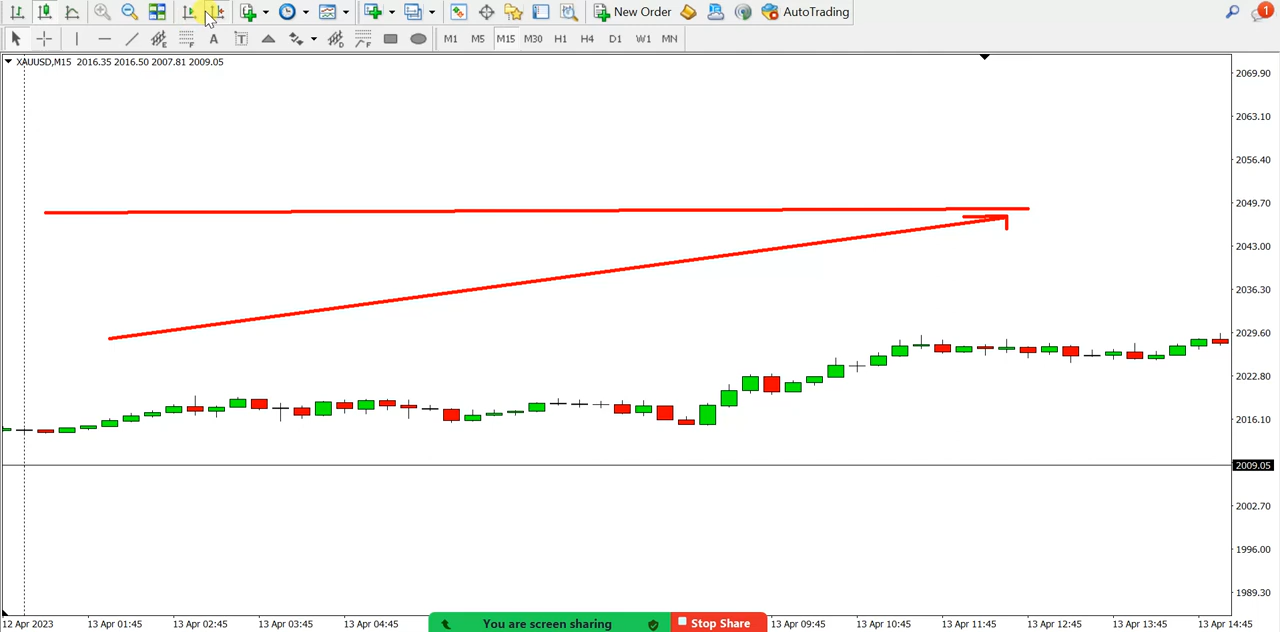 New Order AutoTrading 1
A T M1 M5 M15 M30 H1 H4 D1 W1 MN
XAUUSD,M15 2016.35 2016.50 2007.81 2009.05
2069.90
2063.10
2056.40
2049.70
2043.00
2036.30
2029.60
2022.80
2016.10
2009.05
2002.70
1996.00
1989.30
12 Apr 2023 13 Apr 01:45 13 Apr 02:45 13 Apr 03:45 13 Apr 04:45 13 Apr 09:45 13 Apr 10:45 13 Apr 11:45 13 Apr 12:45 13 Apr 13:45 13 Apr 14:45
You are screen sharing Stop Share